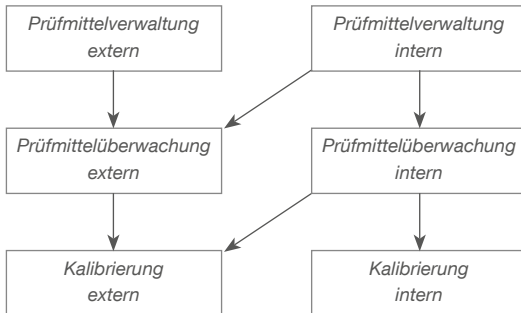 Prüfmittelverwaltung
extern
Prüfmittelverwaltung
intern
Prüfmittelüberwachung
extern
Prüfmittelüberwachung
intern
Kalibrierung
extern
Kalibrierung
intern